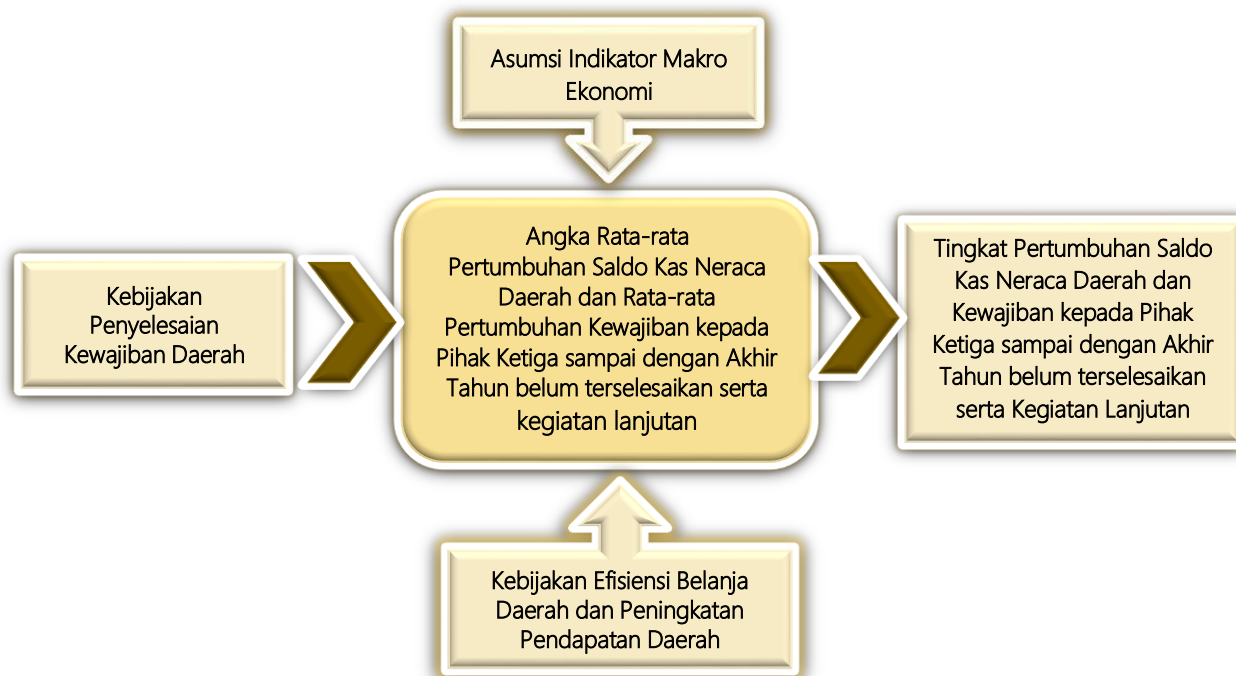 Asumsi Indikator Makro
Ekonomi
Kebijakan
Penyelesaian
Kewajiban Daerah
Angka Rata-rata
Pertumbuhan Saldo Kas Neraca
Daerah dan Rata-rata
Pertumbuhan Kewajiban kepada
Pihak Ketiga sampai dengan Akhir
Tahun belum terselesaikan serta
kegiatan lanjutan
Tingkat Pertumbuhan Saldo
Kas Neraca Daerah dan
Kewajiban kepada Pihak
Ketiga sampai dengan Akhir
Tahun belum terselesaikan
serta Kegiatan Lanjutan
Kebijakan Efisiensi Belanja
Daerah dan Peningkatan
Pendapatan Daerah